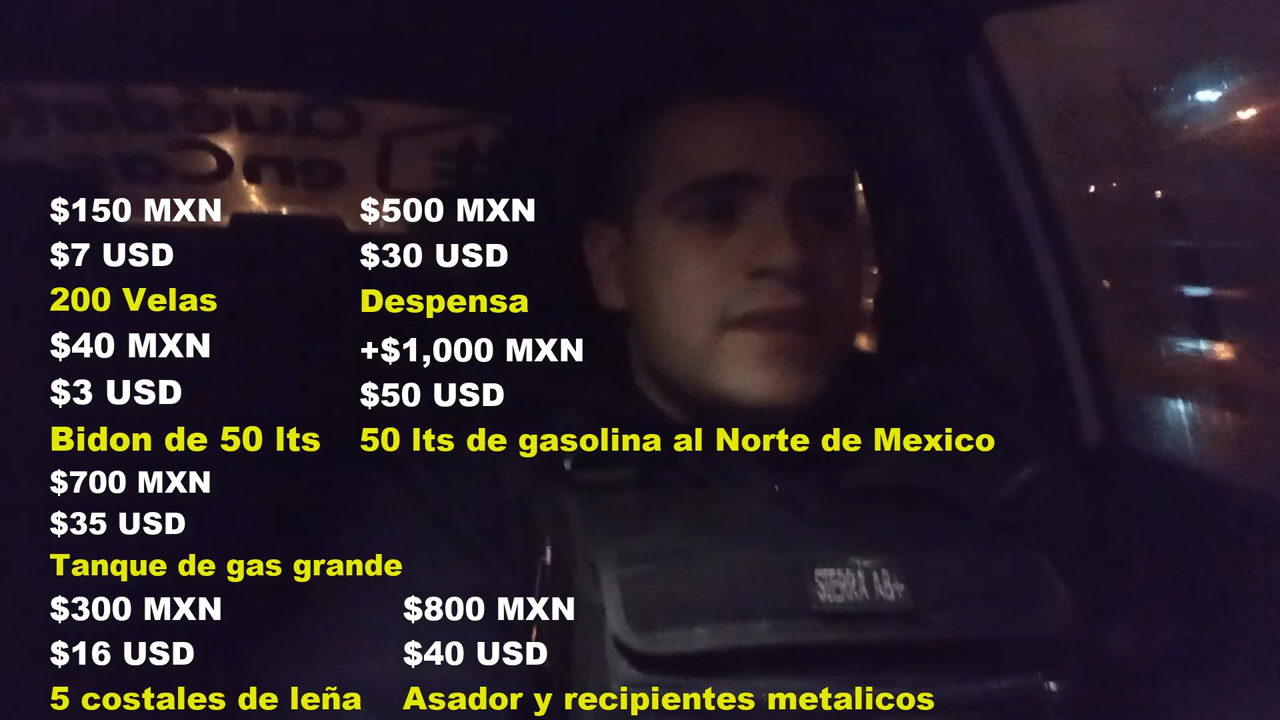 Quédate
en Casa
$150 MXN
$7 USD
200 Velas
$500 MXN
$30 USD
Despensa
$40 MXN
$3 USD
Bidon de 50 lts
+$1,000 MXN
$50 USD
50 lts de gasolina al Norte de Mexico
$700 MXN
$35 USD
Tanque de gas grande
$300 MXN
$16 USD
5 costales de leña
$800 MXN
$40 USD
Asador y recipientes metalicos
SIERRA AB+